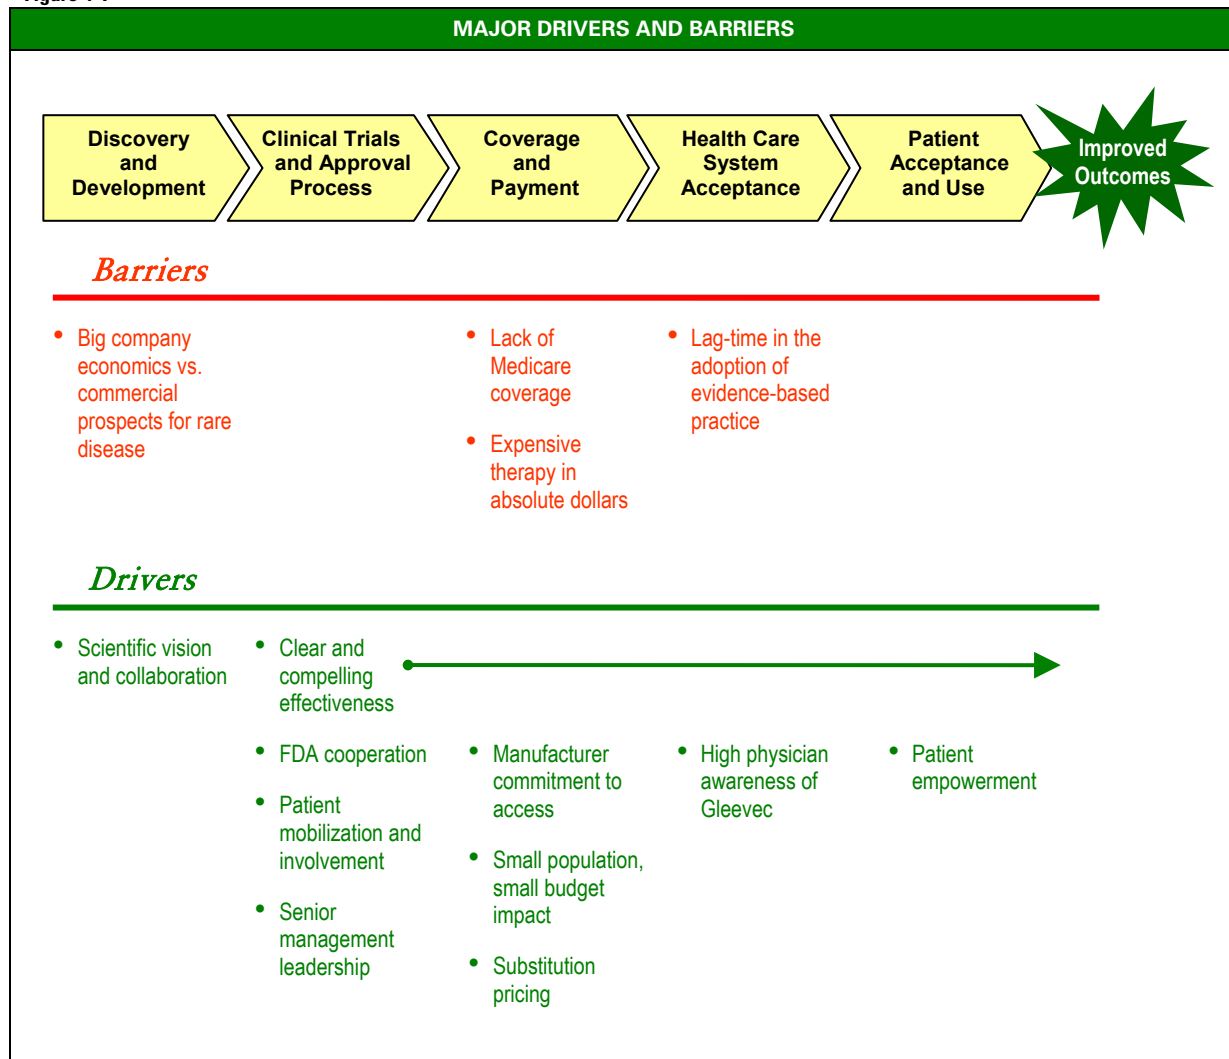 MAJOR DRIVERS AND BARRIERS
Discovery
and
Development
Clinical Trials
and Approval
Process
Coverage
and
Payment
Health Care
System
Acceptance
Patient
Acceptance
and Use
Improved
Outcomes
Barriers
• Big company
economics vs.
commercial
prospects for rare
disease
• Lack of
Medicare
coverage
• Expensive
therapy in
absolute dollars
• Lag-time in the
adoption of
evidence-based
practice
Drivers
• Scientific vision
and collaboration
• Clear and
compelling
effectiveness
• FDA cooperation
• Patient
mobilization and
involvement
• Senior
management
leadership
• Manufacturer
commitment to
access
• Small population,
small budget
impact
• Substitution
pricing
• High physician
awareness of
Gleevec
• Patient
empowerment